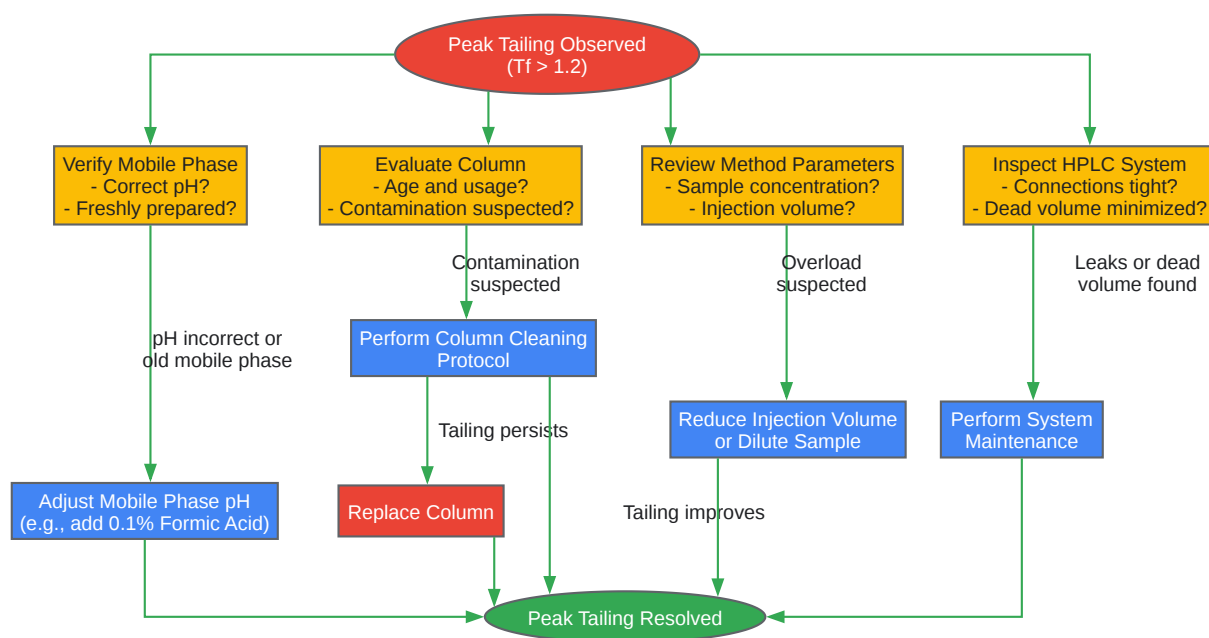 Peak Tailing Observed
(Tf > 1.2)
Verify Mobile Phase
- Correct pH?
- Freshly prepared?
Evaluate Column
- Age and usage?
- Contamination suspected?
Review Method Parameters
- Sample concentration?
- Injection volume?
Inspect HPLC System
- Connections tight?
- Dead volume minimized?
Contamination
suspected
Overload
suspected
Leaks or dead
volume found
pH incorrect or
old mobile phase
Perform Column Cleaning
Protocol
Tailing persists
Reduce Injection Volume
or Dilute Sample
Perform System
Maintenance
Adjust Mobile Phase pH
(e.g., add 0.1% Formic Acid)
Replace Column
Tailing improves
Peak Tailing Resolved